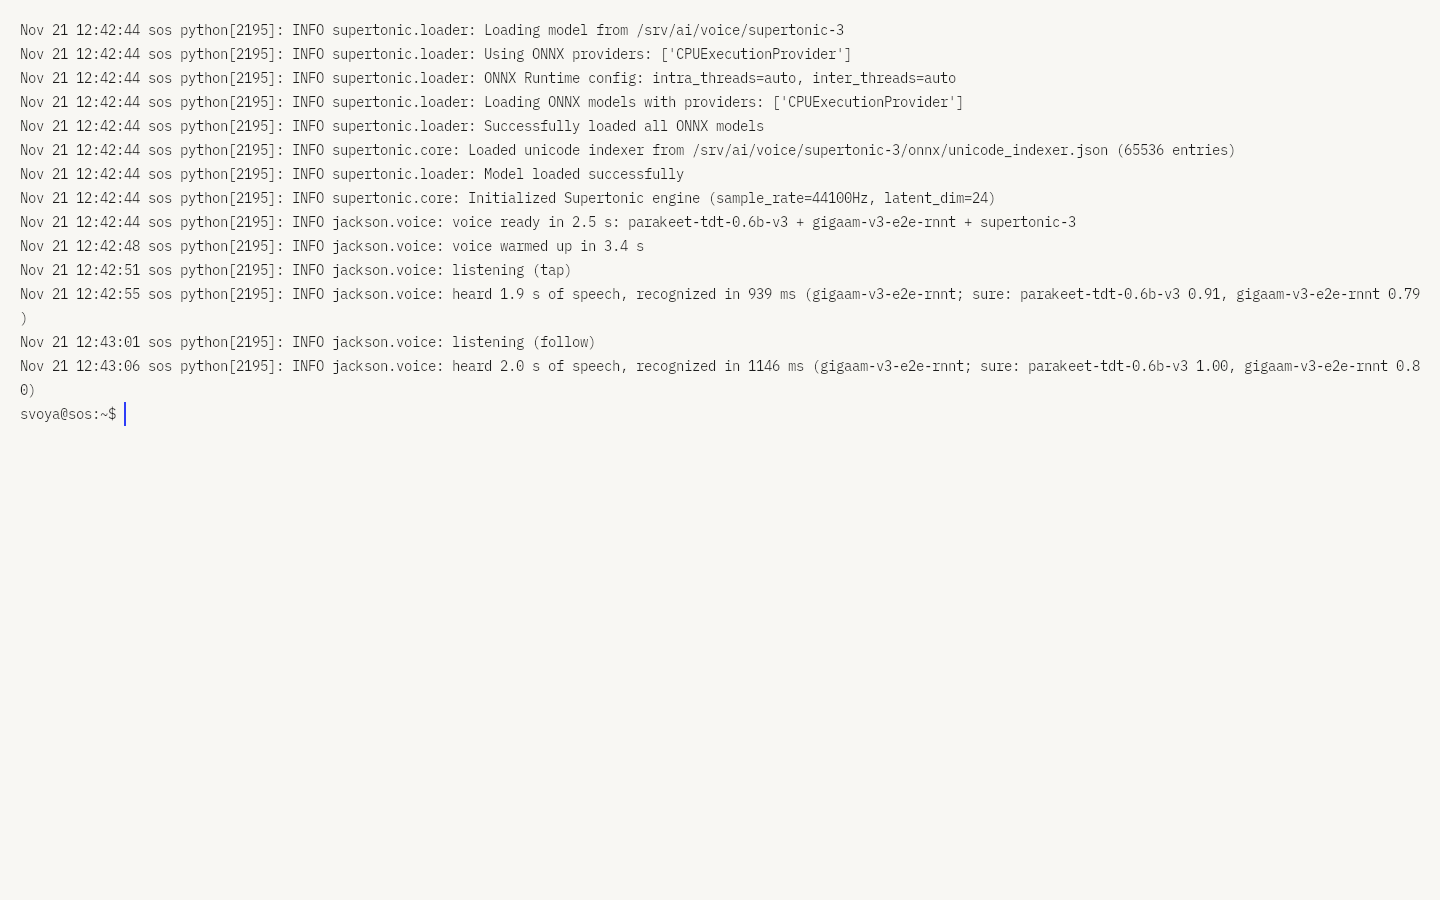 Nov 21 12:42:44 sos python[2195]: INFO supertonic.loader: Loading model from /srv/ai/voice/supertonic-3
Nov 21 12:42:44 sos python[2195]: INFO supertonic.loader: Using ONNX providers: ['CPUExecutionProvider']
Nov 21 12:42:44 sos python[2195]: INFO supertonic.loader: ONNX Runtime config: intra_threads=auto, inter_threads=auto
Nov 21 12:42:44 sos python[2195]: INFO supertonic.loader: Loading ONNX models with providers: ['CPUExecutionProvider']
Nov 21 12:42:44 sos python[2195]: INFO supertonic.loader: Successfully loaded all ONNX models
Nov 21 12:42:44 sos python[2195]: INFO supertonic.core: Loaded unicode indexer from /srv/ai/voice/supertonic-3/onnx/unicode_indexer.json (65536 entries)
Nov 21 12:42:44 sos python[2195]: INFO supertonic.loader: Model loaded successfully
Nov 21 12:42:44 sos python[2195]: INFO supertonic.core: Initialized Supertonic engine (sample_rate=44100Hz, latent_dim=24)
Nov 21 12:42:44 sos python[2195]: INFO jackson.voice: voice ready in 2.5 s: parakeet-tdt-0.6b-v3 + gigaam-v3-e2e-rnnt + supertonic-3
Nov 21 12:42:48 sos python[2195]: INFO jackson.voice: voice warmed up in 3.4 s
Nov 21 12:42:51 sos python[2195]: INFO jackson.voice: listening (tap)
Nov 21 12:42:55 sos python[2195]: INFO jackson.voice: heard 1.9 s of speech, recognized in 939 ms (gigaam-v3-e2e-rnnt; sure: parakeet-tdt-0.6b-v3 0.91, gigaam-v3-e2e-rnnt 0.79
)
Nov 21 12:43:01 sos python[2195]: INFO jackson.voice: listening (follow)
Nov 21 12:43:06 sos python[2195]: INFO jackson.voice: heard 2.0 s of speech, recognized in 1146 ms (gigaam-v3-e2e-rnnt; sure: parakeet-tdt-0.6b-v3 1.00, gigaam-v3-e2e-rnnt 0.8
0)
svoya@sos:~$